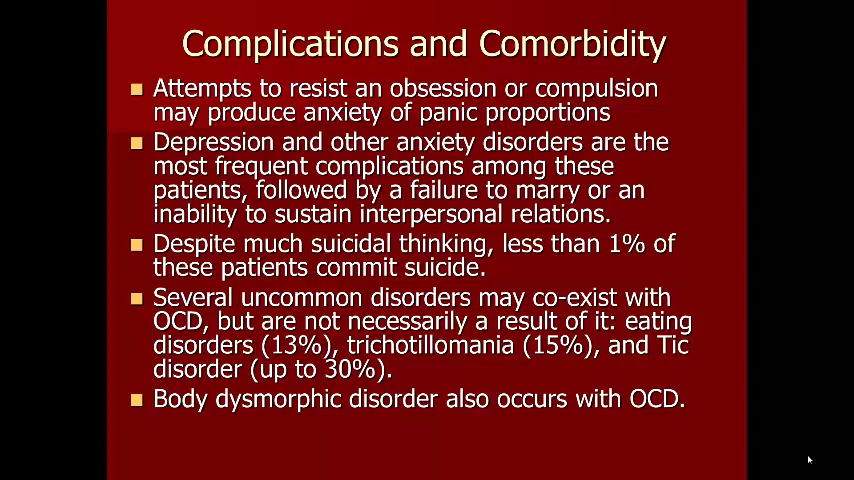 Complications and Comorbidity
Attempts to resist an obsession or compulsion
may produce anxiety of panic proportions
Depression and other anxiety disorders are the
most frequent complications among these
patients, followed by a failure to marry or an
inability to sustain interpersonal relations.
Despite much suicidal thinking, less than 1% of
these patients commit suicide.
Several uncommon disorders may co-exist with
OCD, but are not necessarily a result of it: eating
disorders (13%), trichotillomania (15%), and Tic
disorder (up to 30%).
Body dysmorphic disorder also occurs with OCD.